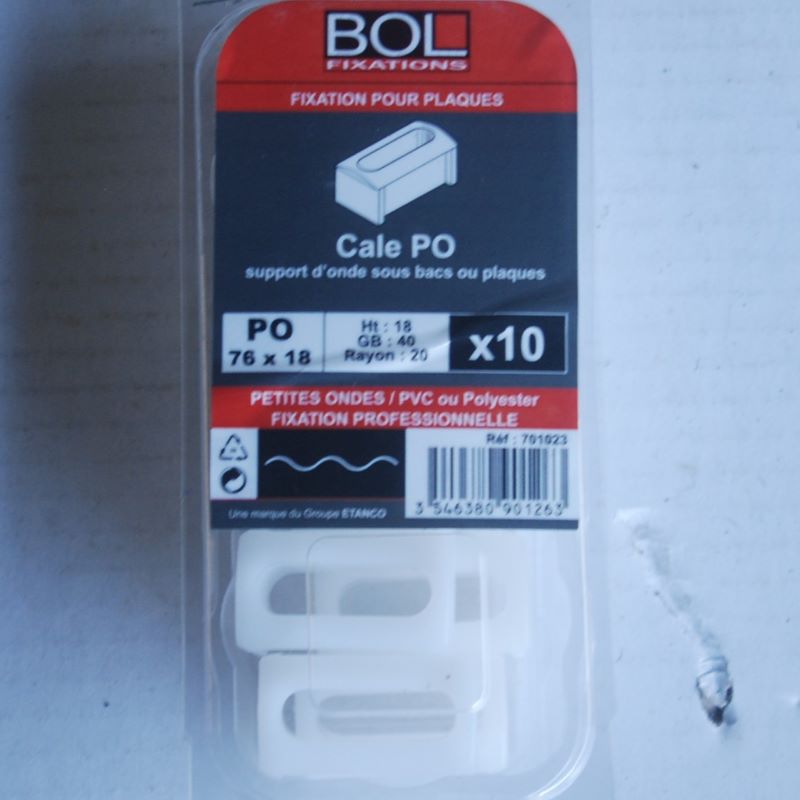 BOL
FIXATIONS
FIXATION POUR PLAQUES
Cale PO
support d'onde sous bacs ou plaques
PO
76 x 18
Ht : 18
GB : 40
Rayon : 20
x10
PETITES ONDES / PVC ou Polyester
FIXATION PROFESSIONNELLE
Réf : 701023
3 546380 901263
Une marque du Groupe ETANCO